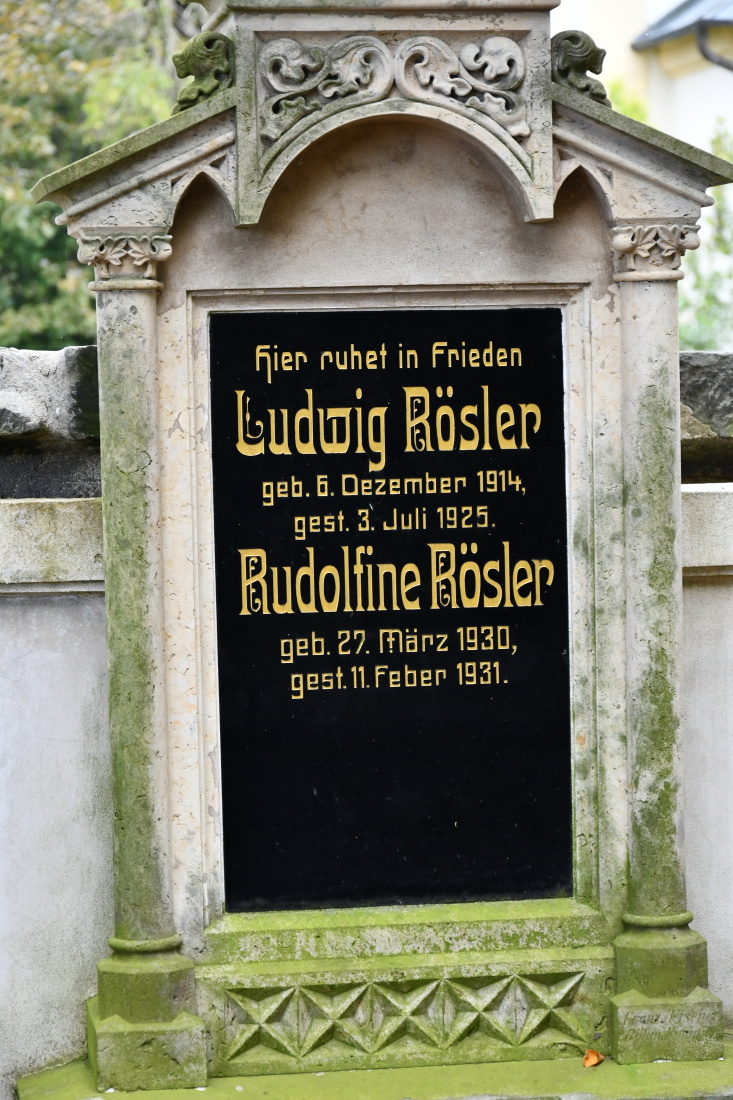 Hier ruhet in Frieden
Ludwig Rösler
geb. 6. Dezember 1914,
gest. 3. Juli 1925.
Rudolfine Rösler
geb. 27. März 1930,
gest. 11. Feber 1931.
Franz